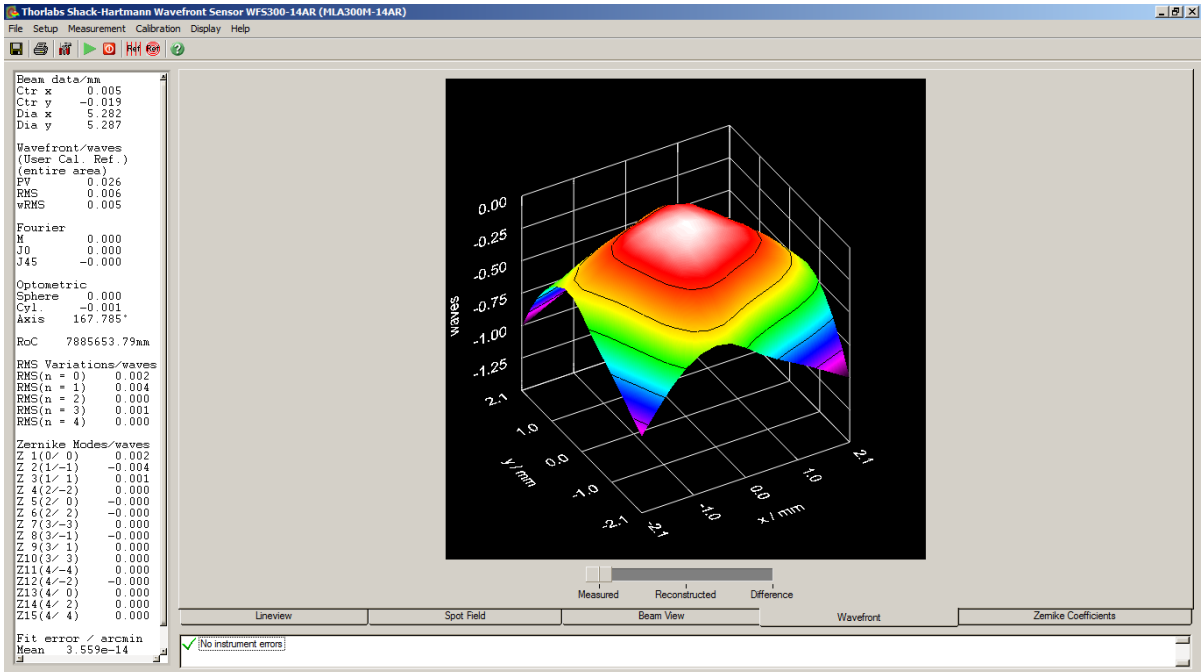 Thorlabs Shack-Hartmann Wavefront Sensor WFS300-14AR (MLA300M-14AR)
File Setup Measurement Calibration Display Help
Ref Ref
Beam data/mm
Ctr x 0.005
Ctr y -0.019
Dia x 5.282
Dia y 5.287
Wavefront/waves
(User Cal. Ref.)
(entire area)
PV 0.026
RMS 0.006
wRMS 0.005
Fourier
M 0.000
J0 0.000
J45 -0.000
Optometric
Sphere 0.000
Cyl. -0.001
Axis 167.785°
RoC 7885653.79mm
RMS Variations/waves
RMS(n = 0) 0.002
RMS(n = 1) 0.004
RMS(n = 2) 0.000
RMS(n = 3) 0.001
RMS(n = 4) 0.000
Zernike Modes/waves
Z 1(0/ 0) 0.002
Z 2(1/-1) -0.004
Z 3(1/ 1) 0.001
Z 4(2/-2) 0.000
Z 5(2/ 0) -0.000
Z 6(2/ 2) -0.000
Z 7(3/-3) 0.000
Z 8(3/-1) -0.000
Z 9(3/ 1) 0.000
Z10(3/ 3) 0.000
Z11(4/-4) 0.000
Z12(4/-2) -0.000
Z13(4/ 0) 0.000
Z14(4/ 2) 0.000
Z15(4/ 4) 0.000
Fit error / arcmin
Mean 3.559e-14
0.00
-0.25
-0.50
-0.75
-1.00
-1.25
waves
2.1
1.0
0.0
-1.0
-2.1
y / mm
-2.1
-1.0
0.0
1.0
2.1
x / mm
Measured Reconstructed Difference
Lineview Spot Field Beam View Wavefront Zernike Coefficients
No instrument errors